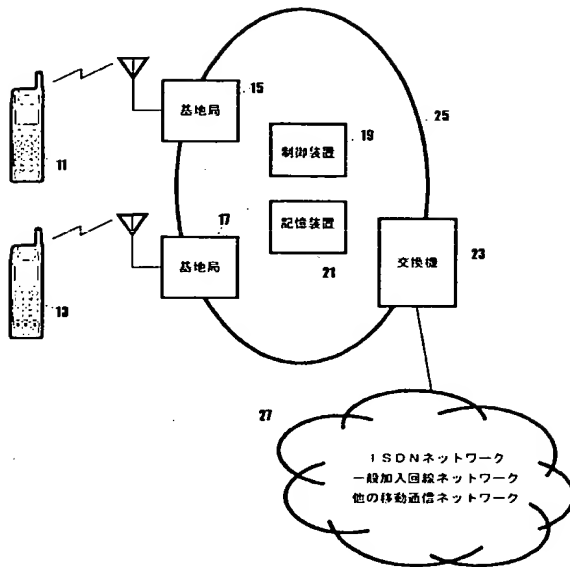 15
基地局
25
19
制御装置
11
17
記憶装置
基地局
21
交換機
23
13
27
ISDNネットワーク
一般加入回線ネットワーク
他の移動通信ネットワーク